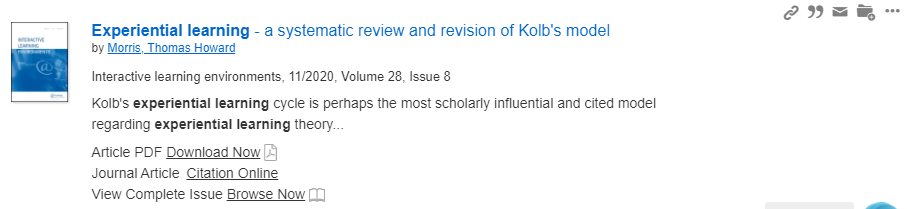 Experiential learning - a systematic review and revision of Kolb's model
by Morris, Thomas Howard
INTERACTIVE
LEARNING
Interactive learning environments, 11/2020, Volume 28, Issue 8
Kolb's experiential learning cycle is perhaps the most scholarly influential and cited model
regarding experiential learning theory...
Article PDF Download Now
Journal Article Citation Online
View Complete Issue Browse Now